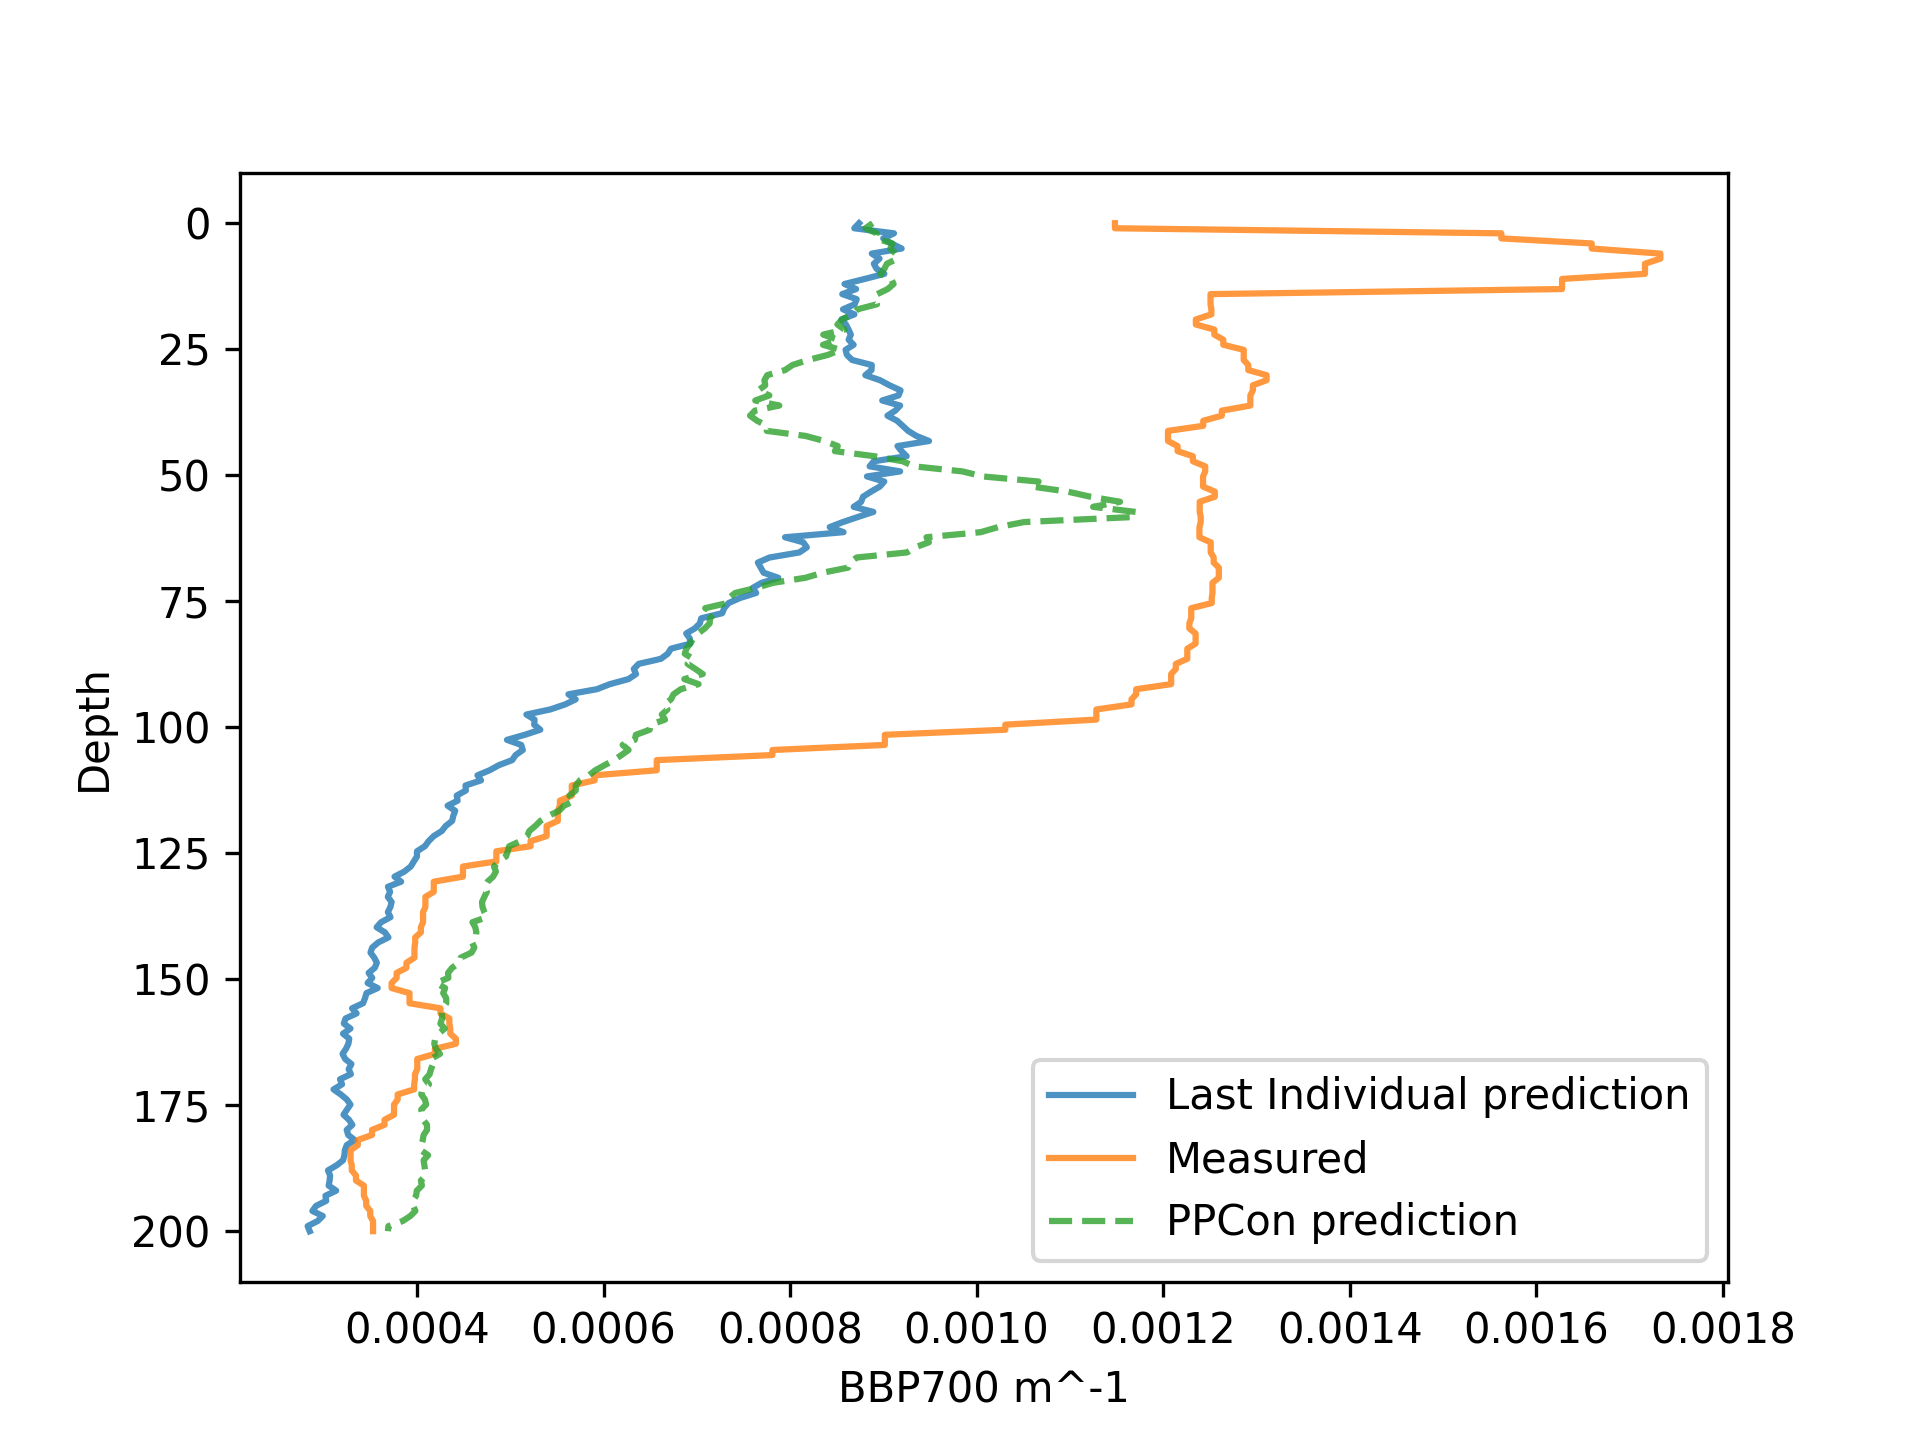 0
25
50
75
100
125
150
175
200
Depth
0.0004 0.0006 0.0008 0.0010 0.0012 0.0014 0.0016 0.0018
BBP700 m^-1
Last Individual prediction
Measured
PPCon prediction